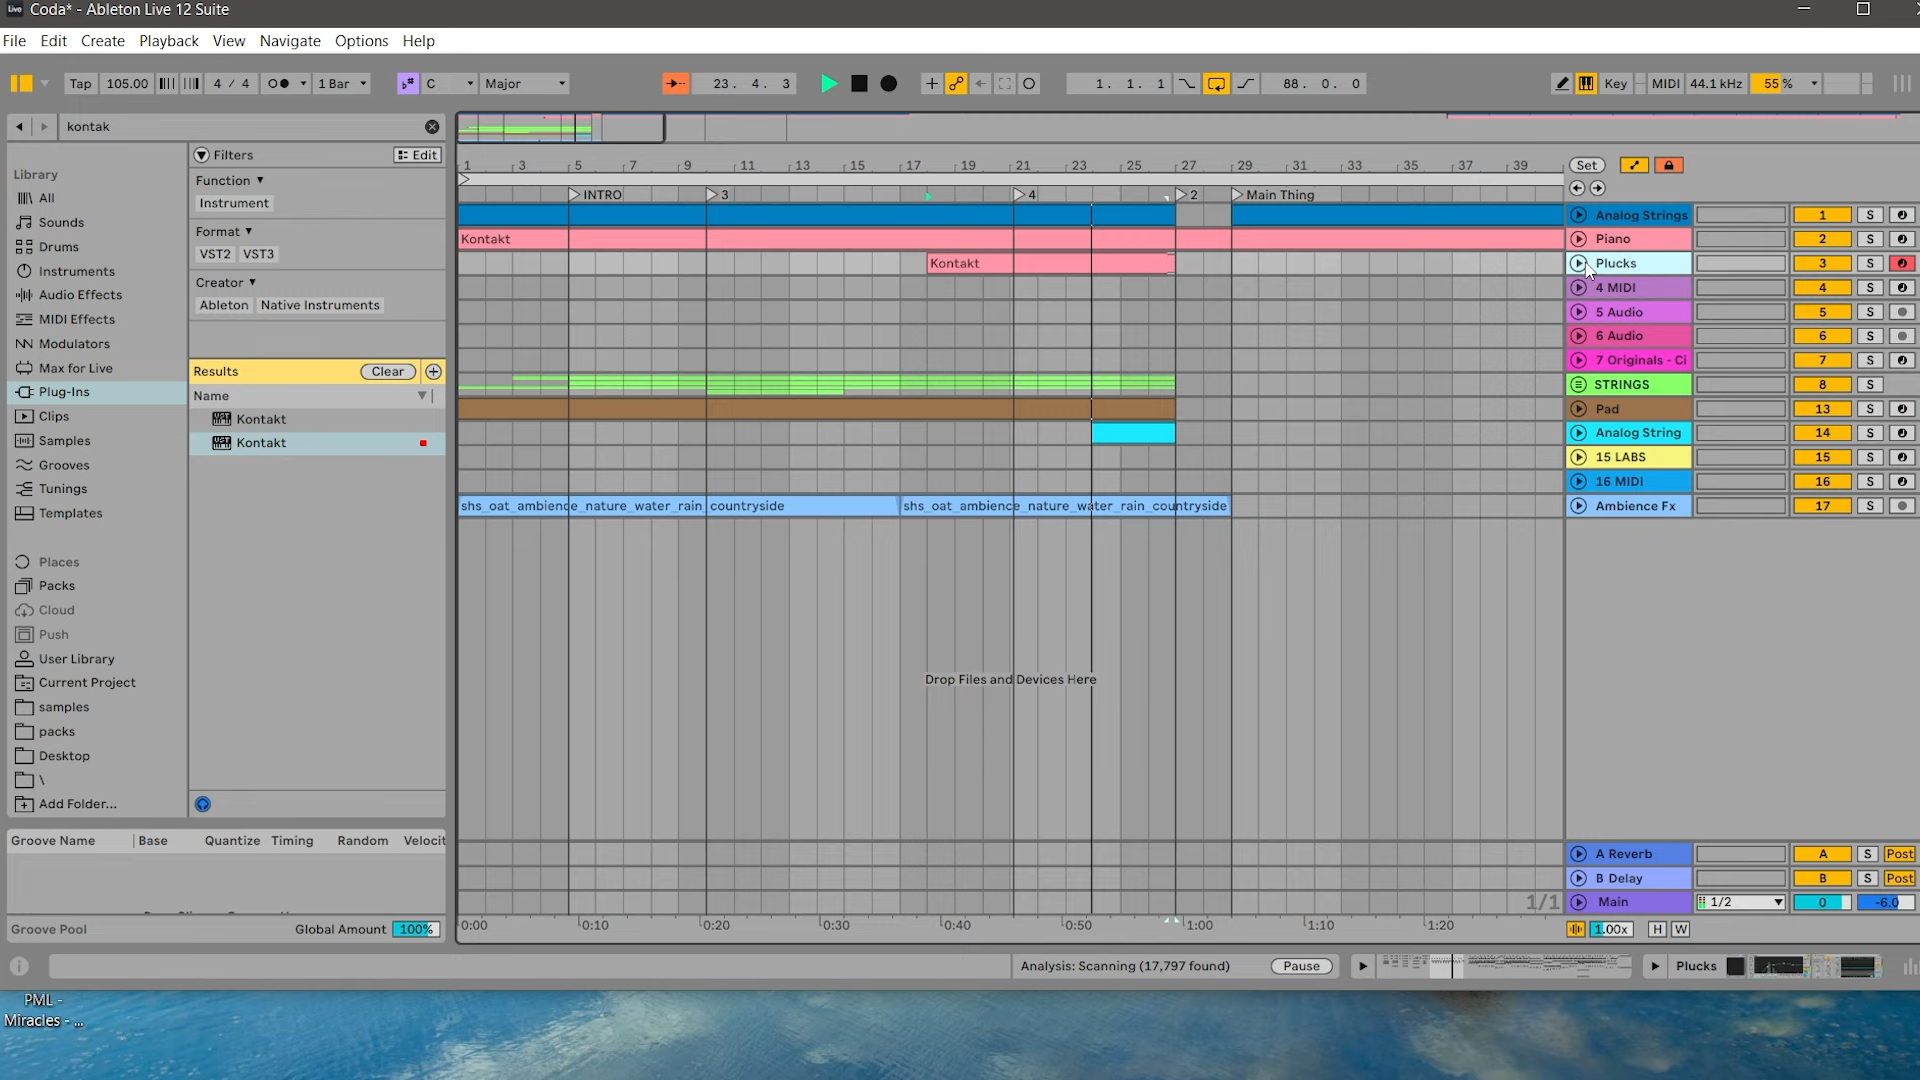 Live Coda* - Ableton Live 12 Suite
File Edit Create Playback View Navigate Options Help
Tap 105.00 4 / 4 1 Bar C Major 23. 4. 3 1. 1. 1 88. 0. 0 Key MIDI 44.1 kHz 55 %
kontak
Filters Edit
Library
All
Sounds
Drums
Instruments
Audio Effects
MIDI Effects
Modulators
Max for Live
Plug-Ins
Clips
Samples
Grooves
Tunings
Templates
Places
Packs
Cloud
Push
User Library
Current Project
samples
packs
Desktop
\
Add Folder...
Function
Instrument
Format
VST2 VST3
Creator
Ableton Native Instruments
Results Clear
Name
Kontakt
Kontakt
1 3 5 7 9 11 13 15 17 19 21 23 25 27 29 31 33 35 37 39 Set
INTRO 3 4 2 Main Thing
Analog Strings 1 S
Kontakt Piano 2 S
Kontakt Plucks 3 S
4 MIDI 4 S
5 Audio 5 S
6 Audio 6 S
7 Originals - Ci 7 S
STRINGS 8 S
Pad 13 S
Analog String 14 S
15 LABS 15 S
16 MIDI 16 S
shs_oat_ambience_nature_water_rain_countryside shs_oat_ambience_nature_water_rain_countryside Ambience Fx 17 S
Drop Files and Devices Here
A Reverb A S Post
B Delay B S Post
1/1 Main 1/2 0 -6.0
0:00 0:10 0:20 0:30 0:40 0:50 1:00 1:10 1:20 1.00x H W
Groove Name Base Quantize Timing Random Velocit
Groove Pool Global Amount 100%
Analysis: Scanning (17,797 found) Pause Plucks
PML -
Miracles - ...